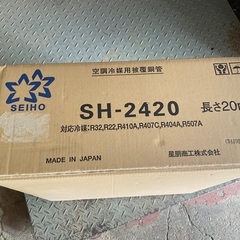 空調冷媒用被覆銅管
SEIHO
SH-2420
長さ20m
対応冷媒:R32,R22,R410A,R407C,R404A,R507A
MADE IN JAPAN
星朋商工株式会社